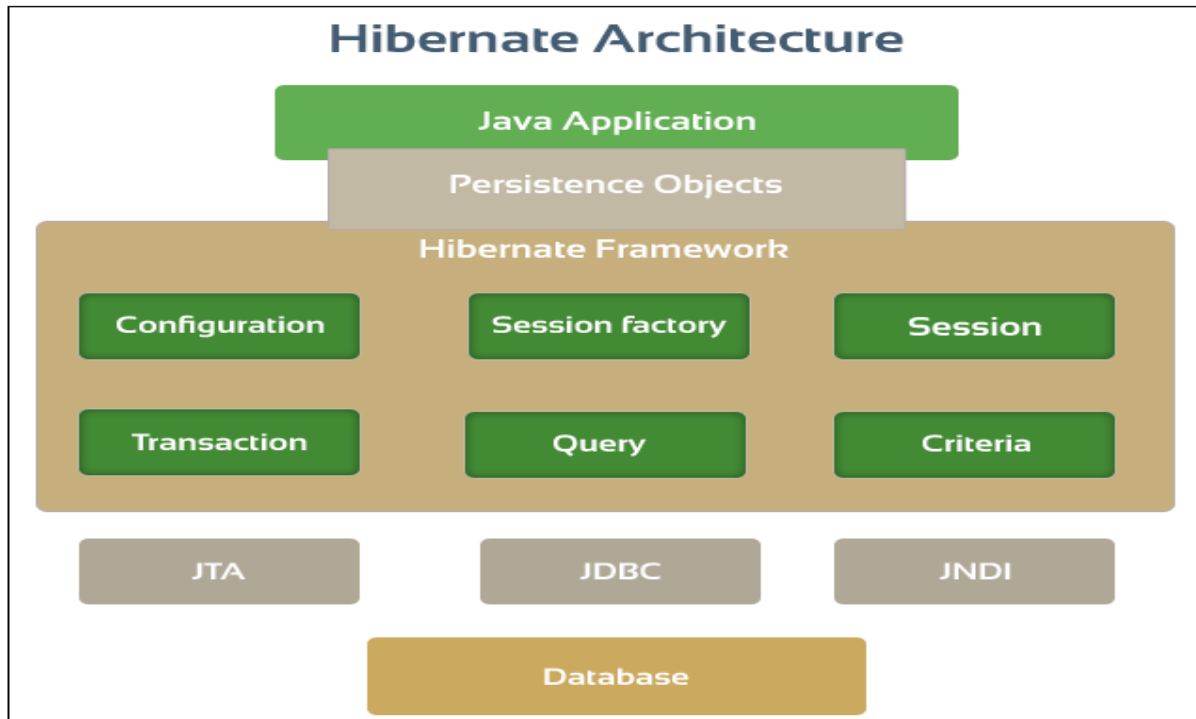 Hibernate Architecture
Java Application
Persistence Objects
Hibernate Framework
Configuration
Session factory
Session
Transaction
Query
Criteria
JTA
JDBC
JNDI
Database